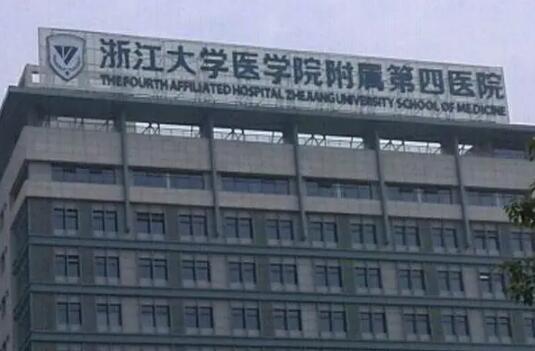 浙江大学医学院附属第四医院
THE FOURTH AFFILIATED HOSPITAL ZHEJIANG UNIVERSITY SCHOOL OF MEDICINE